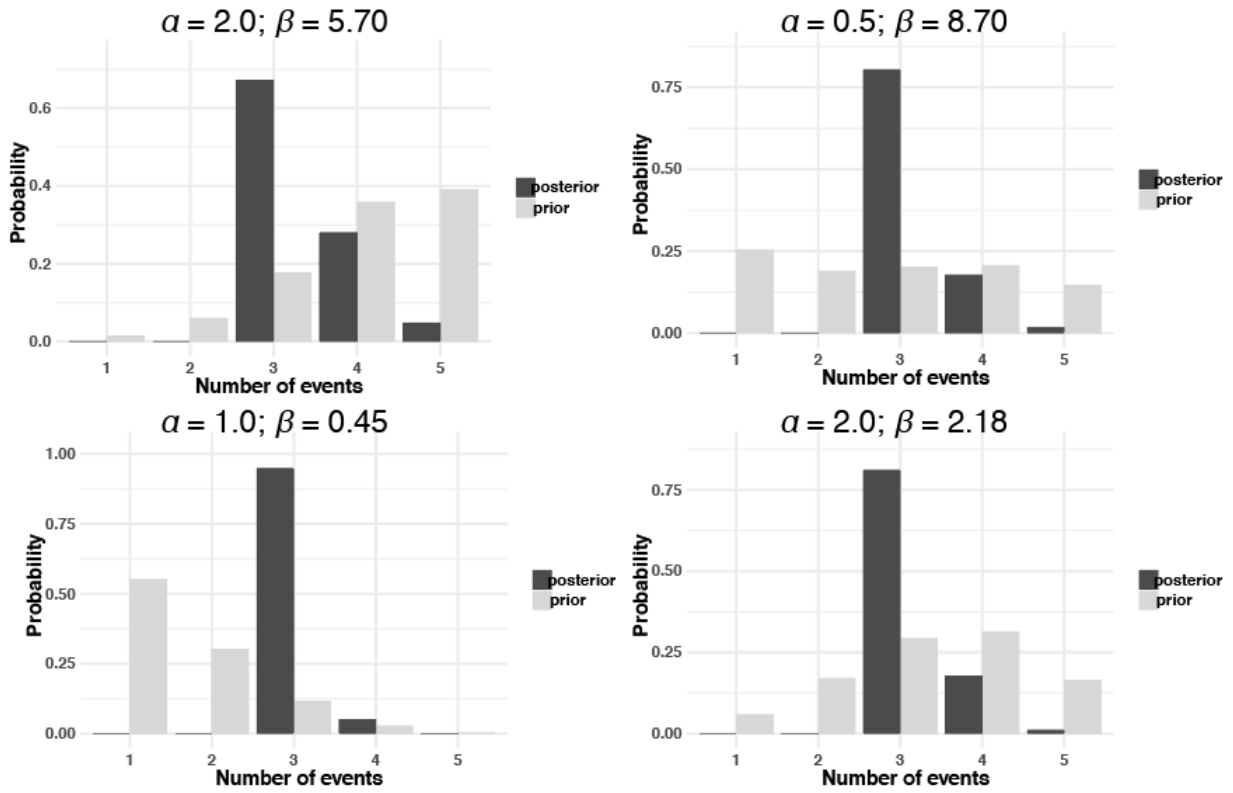 α = 2.0; β = 5.70
0.6
0.4
0.2
0.0
Probability
1 2 3 4 5
Number of events
posterior
prior
α = 0.5; β = 8.70
0.75
0.50
0.25
0.00
Probability
1 2 3 4 5
Number of events
posterior
prior
α = 1.0; β = 0.45
1.00
0.75
0.50
0.25
0.00
Probability
1 2 3 4 5
Number of events
posterior
prior
α = 2.0; β = 2.18
0.75
0.50
0.25
0.00
Probability
1 2 3 4 5
Number of events
posterior
prior